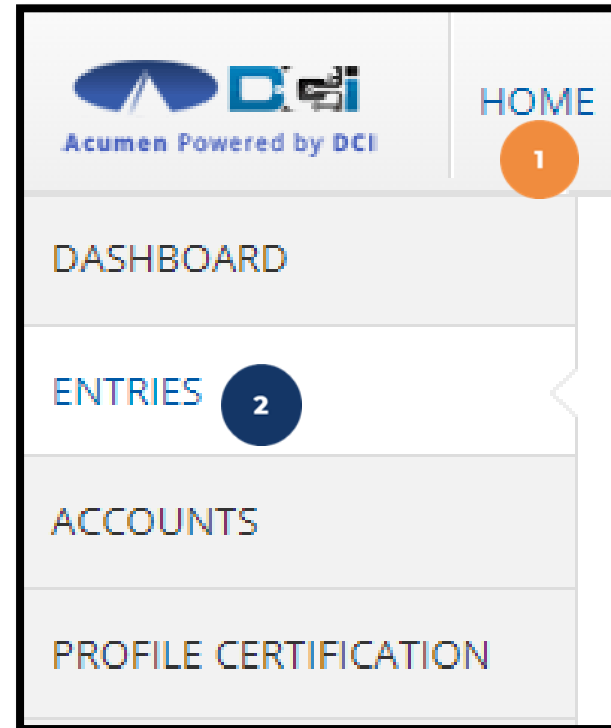 DCI
Acumen Powered by DCI
HOME
1
DASHBOARD
ENTRIES
2
ACCOUNTS
PROFILE CERTIFICATION